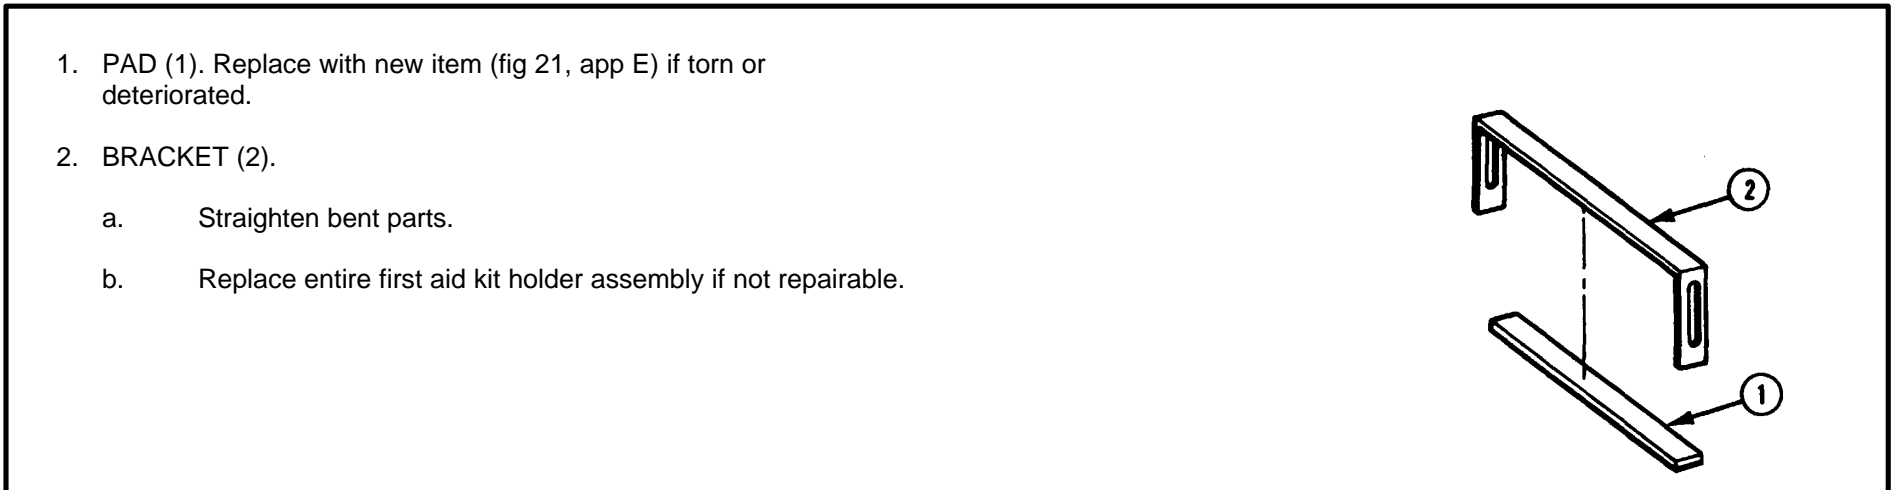 1. PAD (1). Replace with new item (fig 21, app E) if torn or
deteriorated.
2. BRACKET (2).
a. Straighten bent parts.
b. Replace entire first aid kit holder assembly if not repairable.
2
1